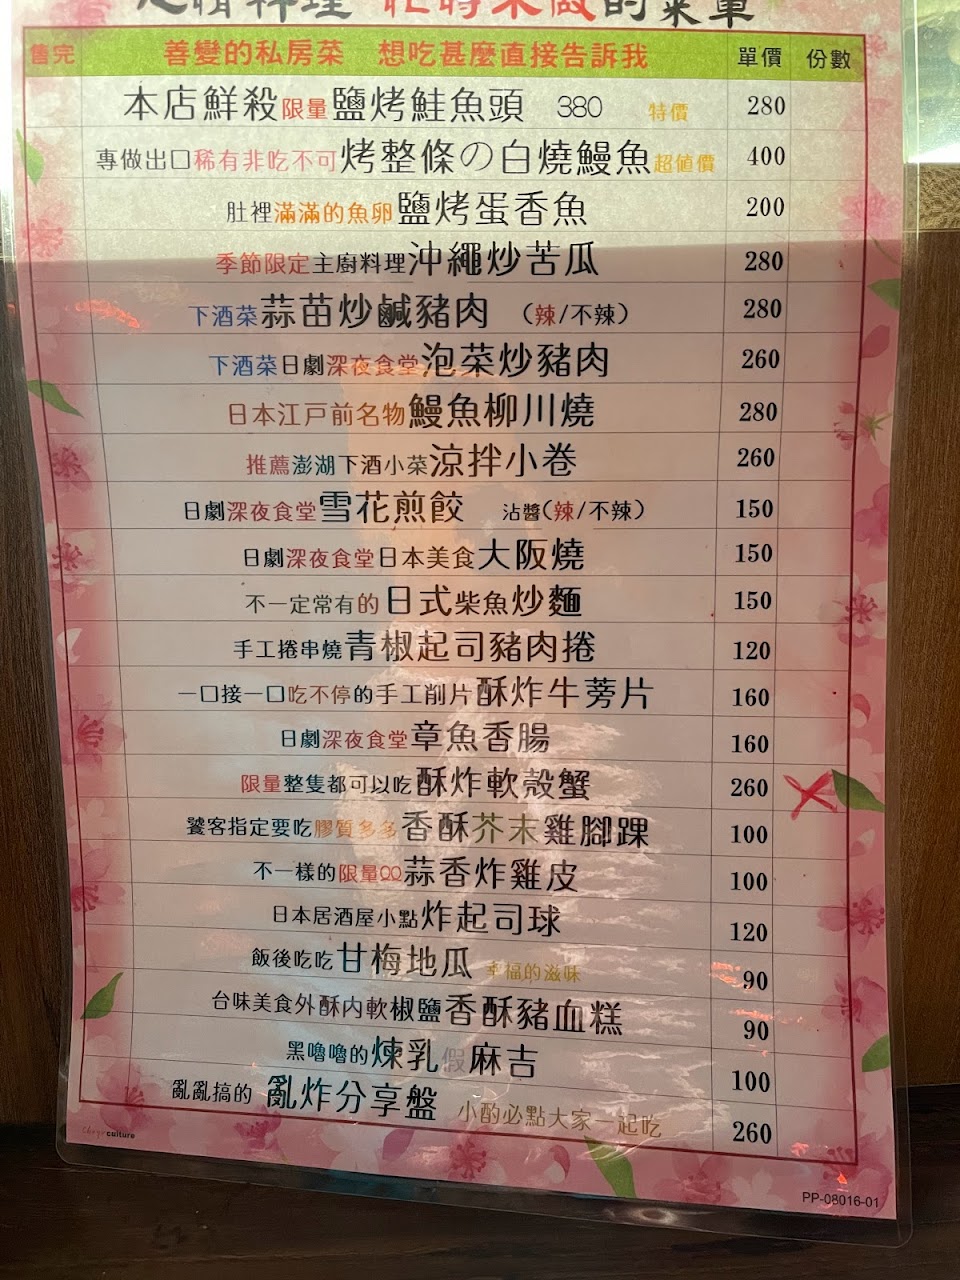 心情料理 忙時不做的菜單
售完 善變的私房菜 想吃甚麼直接告訴我 單價 份數
本店鮮殺限量鹽烤鮭魚頭 380 特價 280
專做出口稀有非吃不可烤整條の白燒鰻魚超值價 400
肚裡滿滿的魚卵鹽烤蛋香魚 200
季節限定主廚料理沖繩炒苦瓜 280
下酒菜蒜苗炒鹹豬肉 (辣/不辣) 280
下酒菜日劇深夜食堂泡菜炒豬肉 260
日本江戸前名物鰻魚柳川燒 280
推薦澎湖下酒小菜涼拌小卷 260
日劇深夜食堂雪花煎餃 沾醬(辣/不辣) 150
日劇深夜食堂日本美食大阪燒 150
不一定常有的日式柴魚炒麵 150
手工捲串燒青椒起司豬肉捲 120
一口接一口吃不停的手工削片酥炸牛蒡片 160
日劇深夜食堂章魚香腸 160
限量整隻都可以吃酥炸軟殼蟹 260
饕客指定要吃膠質多多香酥芥末雞腳踝 100
不一樣的限量QQ蒜香炸雞皮 100
日本居酒屋小點炸起司球 120
飯後吃吃甘梅地瓜 幸福的滋味 90
台味美食外酥內軟椒鹽香酥豬血糕 90
黑嚕嚕的煉乳假麻吉 100
亂亂搞的 亂炸分享盤 小酌必點大家一起吃 260
culture
PP-08016-01